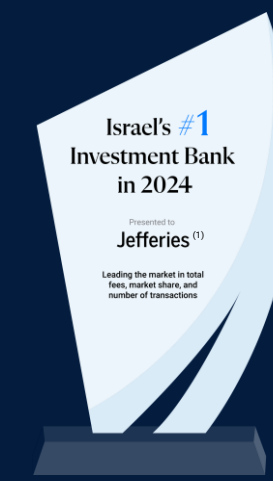 Israel's #1
Investment Bank
in 2024
Presented to
Jefferies (1)
Leading the market in total
fees, market share, and
number of transactions